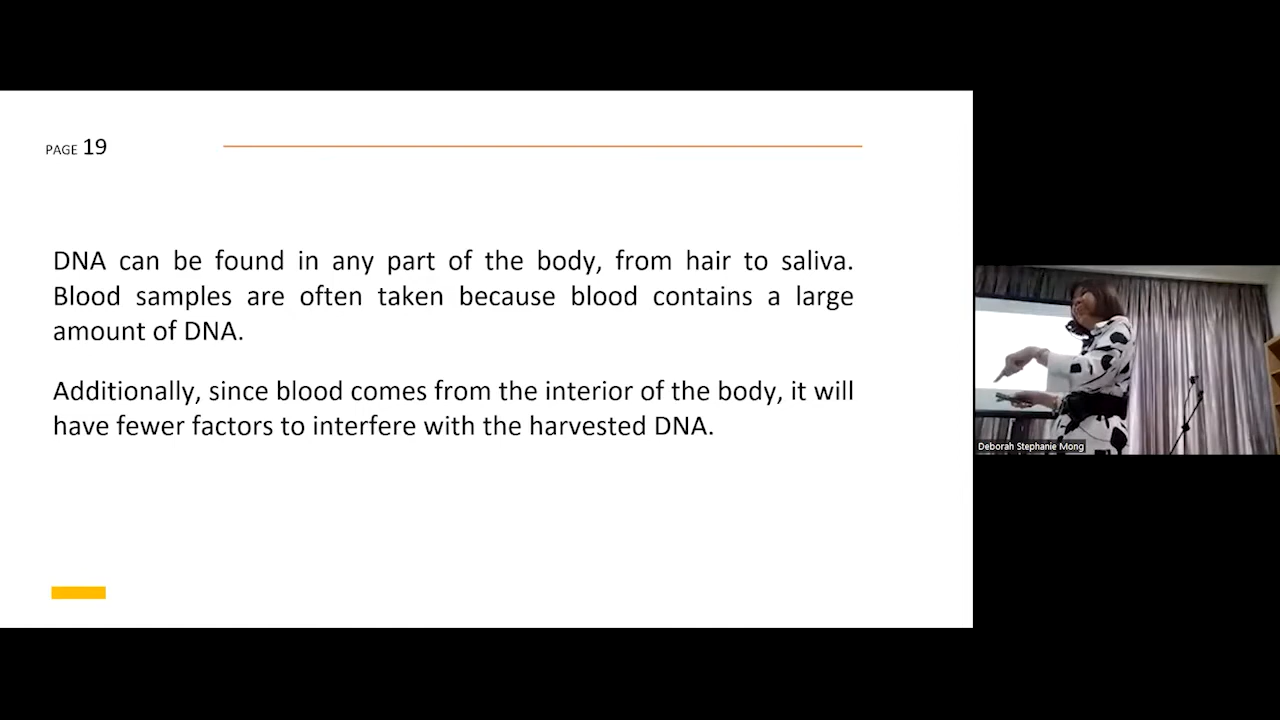 PAGE 19
DNA can be found in any part of the body, from hair to saliva.
Blood samples are often taken because blood contains a large
amount of DNA.
Additionally, since blood comes from the interior of the body, it will
have fewer factors to interfere with the harvested DNA.
Deborah Stephanie Mong